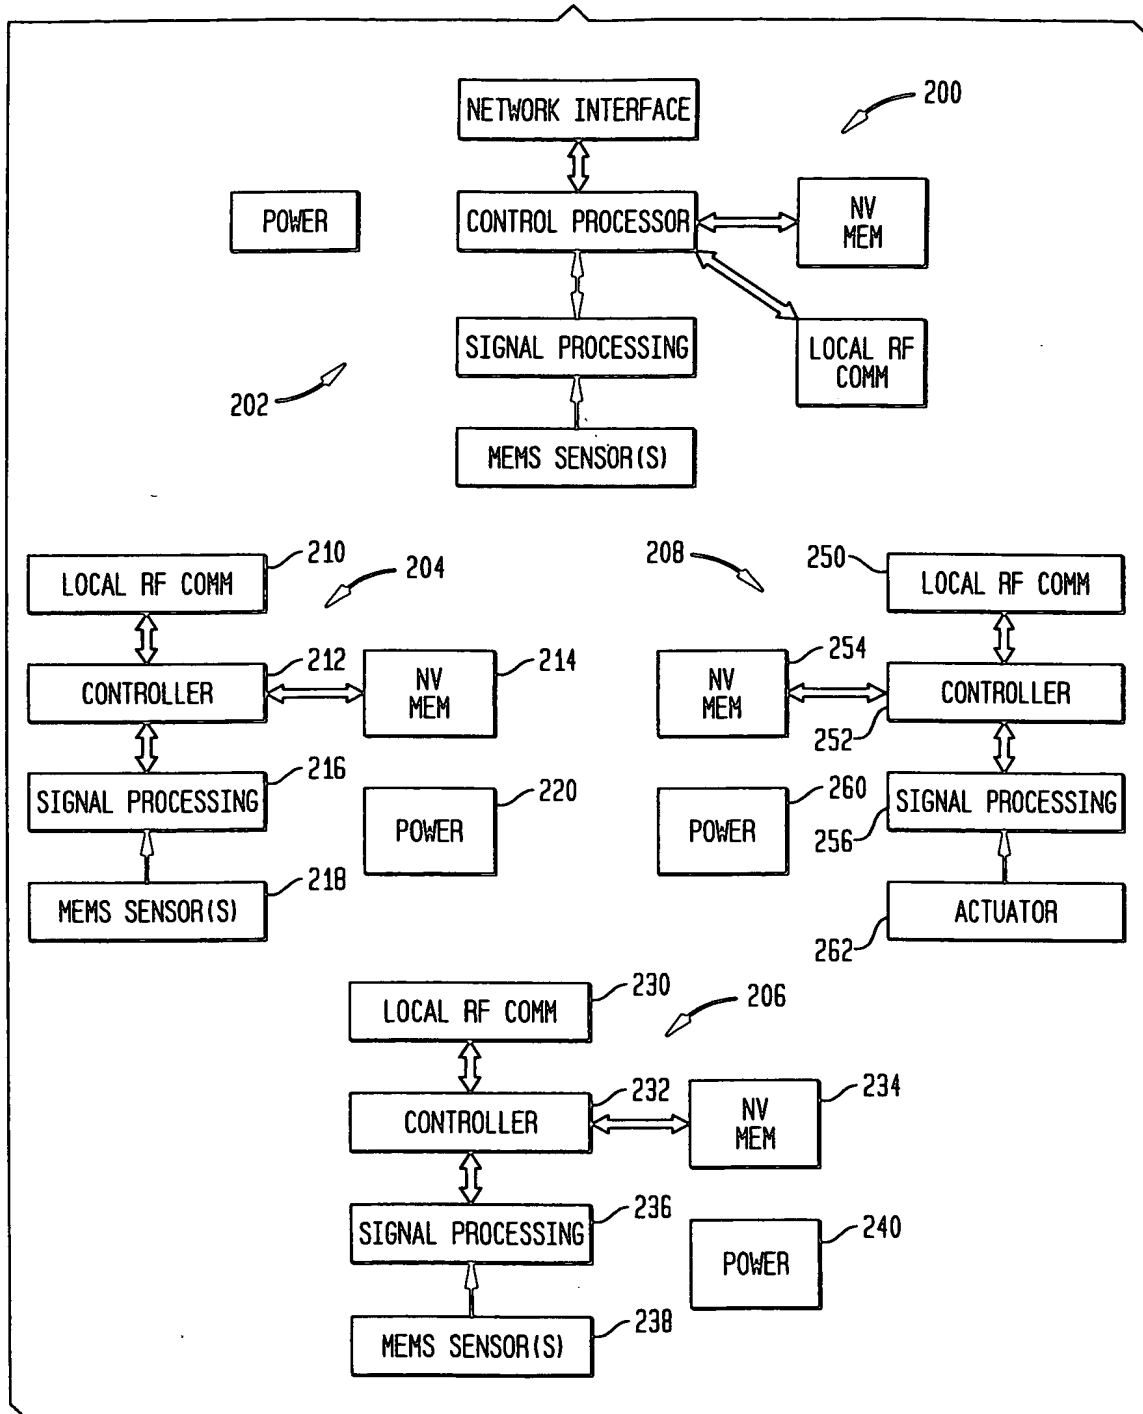 NETWORK INTERFACE
200
POWER
CONTROL PROCESSOR
NV
MEM
SIGNAL PROCESSING
LOCAL RF
COMM
202
MEMS SENSOR(S)
210
LOCAL RF COMM
204
212
CONTROLLER
214
NV
MEM
216
SIGNAL PROCESSING
220
POWER
218
MEMS SENSOR(S)
208
250
LOCAL RF COMM
254
NV
MEM
CONTROLLER
252
260
POWER
SIGNAL PROCESSING
256
ACTUATOR
262
230
LOCAL RF COMM
206
232
CONTROLLER
234
NV
MEM
236
SIGNAL PROCESSING
240
POWER
238
MEMS SENSOR(S)